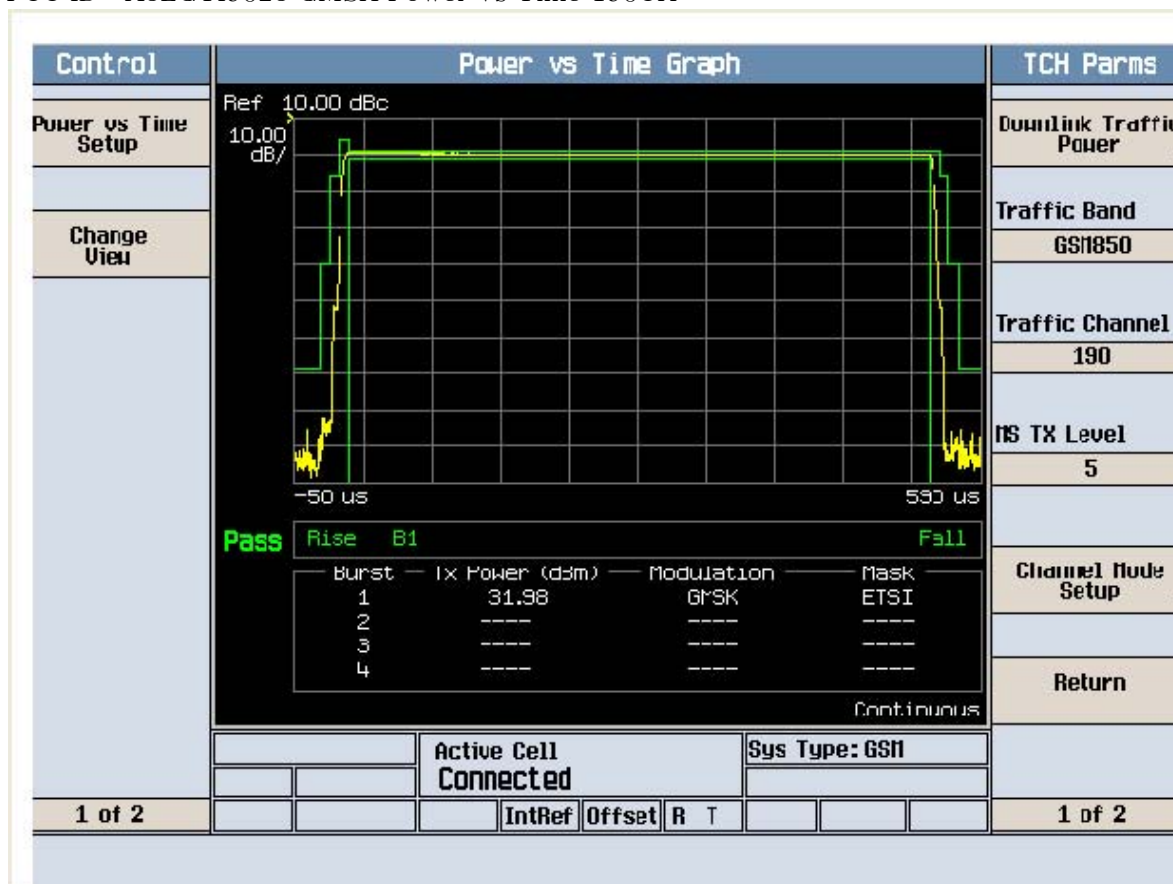 Control
Power vs Time Graph
TCH Parms
Power vs Time
Setup
Change
View
1 of 2
Ref 10.00 dBc
10.00
dB/
-50 us
590 us
Pass
Rise B1 Fall
Burst Tx Power (dBm) Modulation Mask
1 31.98 GMSK ETSI
2 ---- ---- ----
3 ---- ---- ----
4 ---- ---- ----
Continuous
Active Cell
Connected
Sys Type: GSM
IntRef Offset R T
Downlink Traffic
Power
Traffic Band
GSM850
Traffic Channel
190
MS TX Level
5
Channel Mode
Setup
Return
1 of 2